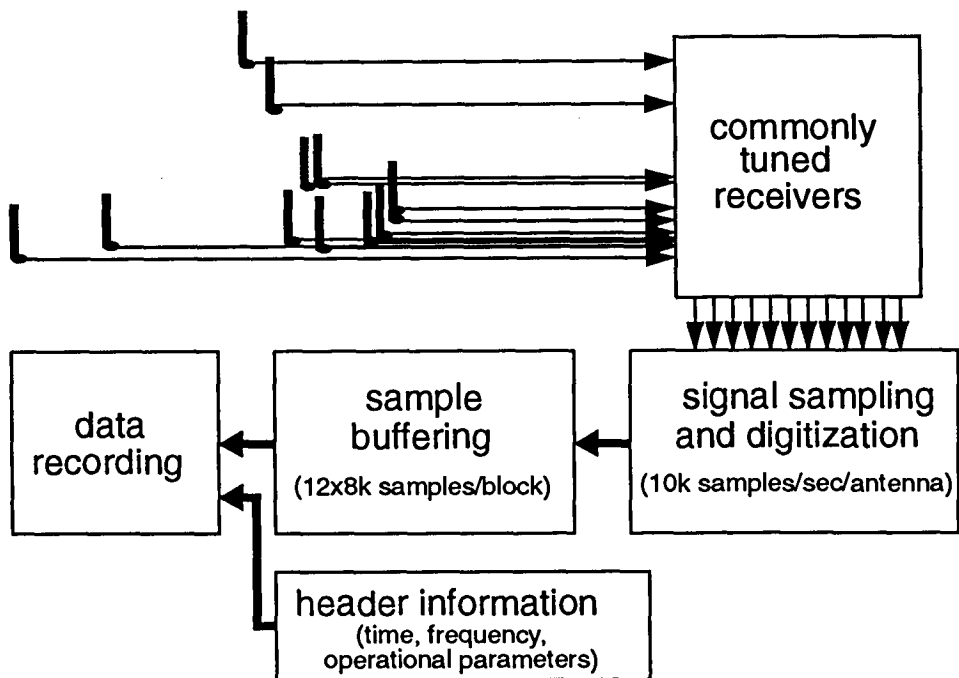 commonly
tuned
receivers
signal sampling
and digitization
(10k samples/sec/antenna)
sample
buffering
(12x8k samples/block)
data
recording
header information
(time, frequency,
operational parameters)